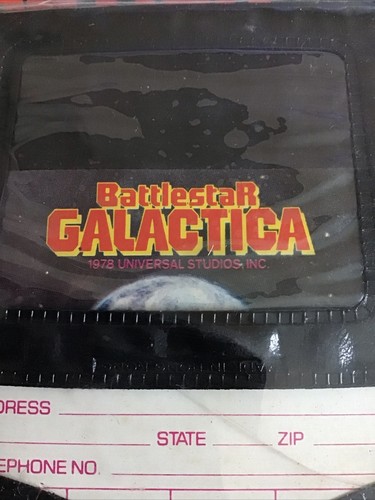 BattlestaR
GALACTICA
1978 UNIVERSAL STUDIOS, INC.
DRESS
STATE ZIP
EPHONE NO.